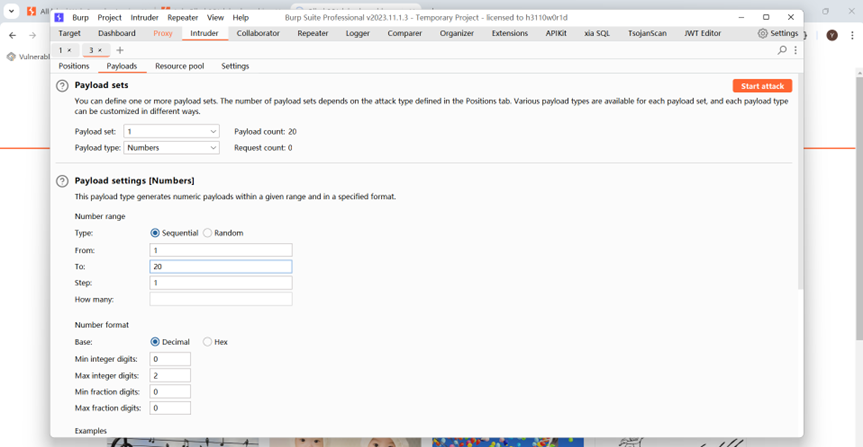 Burp Project Intruder Repeater View Help Burp Suite Professional v2023.11.1.3 - Temporary Project - licensed to h3110w0r1d
Target Dashboard Proxy Intruder Collaborator Repeater Logger Comparer Organizer Extensions APIKit xia SQL TsojanScan JWT Editor Settings
1 × 3 × +
Vulnerabl
Positions Payloads Resource pool Settings
Payload sets
Start attack
You can define one or more payload sets. The number of payload sets depends on the attack type defined in the Positions tab. Various payload types are available for each payload set, and each payload type
can be customized in different ways.
Payload set: 1 Payload count: 20
Payload type: Numbers Request count: 0
Payload settings [Numbers]
This payload type generates numeric payloads within a given range and in a specified format.
Number range
Type: Sequential Random
From: 1
To: 20
Step: 1
How many:
Number format
Base: Decimal Hex
Min integer digits: 0
Max integer digits: 2
Min fraction digits: 0
Max fraction digits: 0
Examples